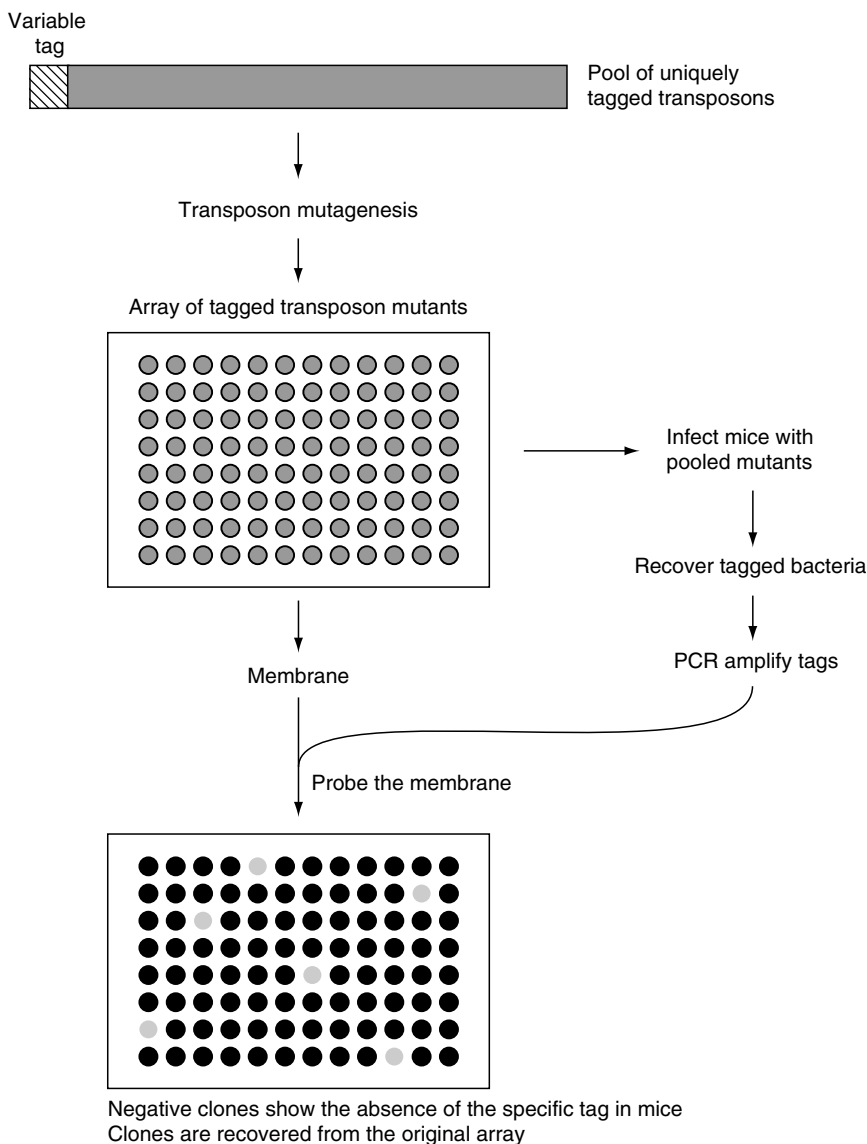 Variable
tag
Pool of uniquely
tagged transposons
Transposon mutagenesis
Array of tagged transposon mutants
Infect mice with
pooled mutants
Recover tagged bacteria
PCR amplify tags
Membrane
Probe the membrane
Negative clones show the absence of the specific tag in mice
Clones are recovered from the original array